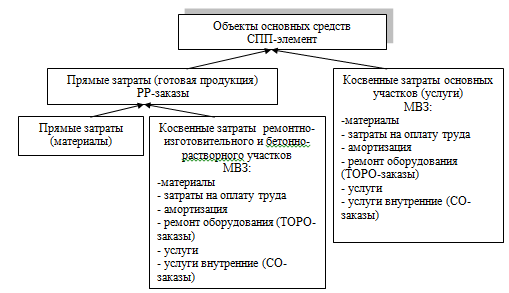 Объекты основных средств
СПП-элемент
Прямые затраты (готовая продукция)
РР-заказы
Косвенные затраты основных
участков (услуги)
МВЗ:
-материалы
- затраты на оплату труда
- амортизация
- ремонт оборудования
(ТОРО-заказы)
- услуги
- услуги внутренние (СО-
заказы)
Прямые затраты
(материалы)
Косвенные затраты ремонтно-
изготовительного и бетонно-
растворного участков
МВЗ:
-материалы
- затраты на оплату труда
- амортизация
- ремонт оборудования (ТОРО-
заказы)
- услуги
- услуги внутренние (СО-
заказы)